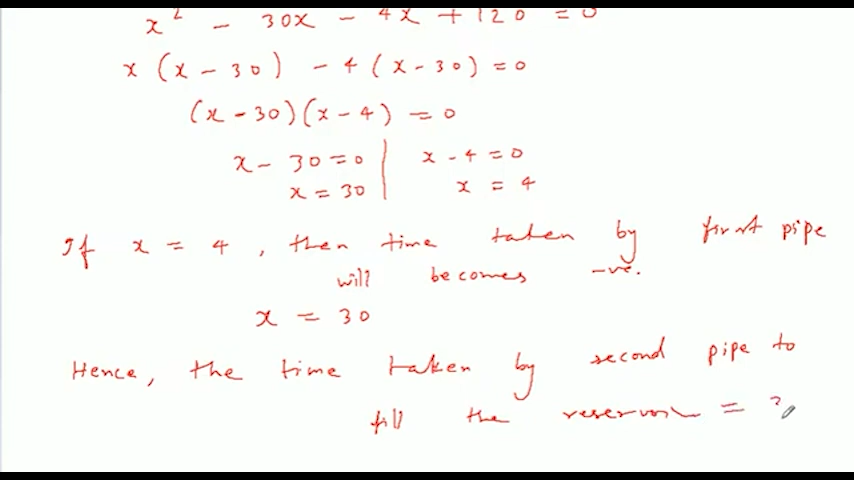 x² - 30x - 4x + 120 = 0
x (x - 30) - 4 (x - 30) = 0
(x - 30)(x - 4) = 0
x - 30 = 0 | x - 4 = 0
x = 30 | x = 4
If x = 4, then time taken by first pipe
will becomes -ve.
x = 30
Hence, the time taken by second pipe to
fill the reservoir =